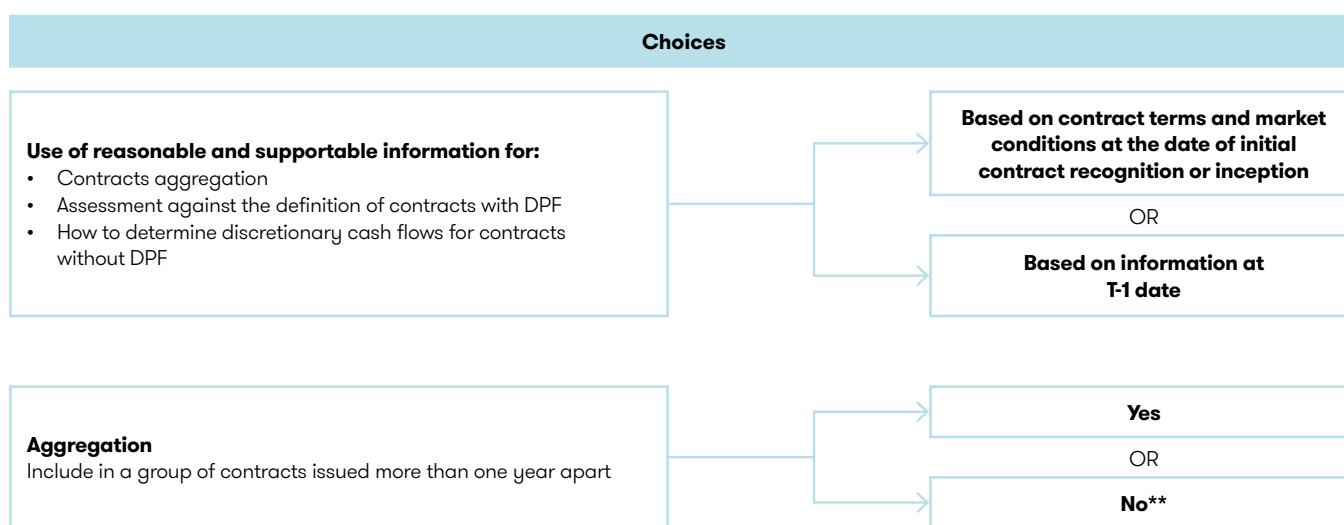 Choices
Use of reasonable and supportable information for:
• Contracts aggregation
• Assessment against the definition of contracts with DPF
• How to determine discretionary cash flows for contracts
without DPF
Based on contract terms and market
conditions at the date of initial
contract recognition or inception
OR
Based on information at
T-1 date
Aggregation
Include in a group of contracts issued more than one year apart
Yes
OR
No**